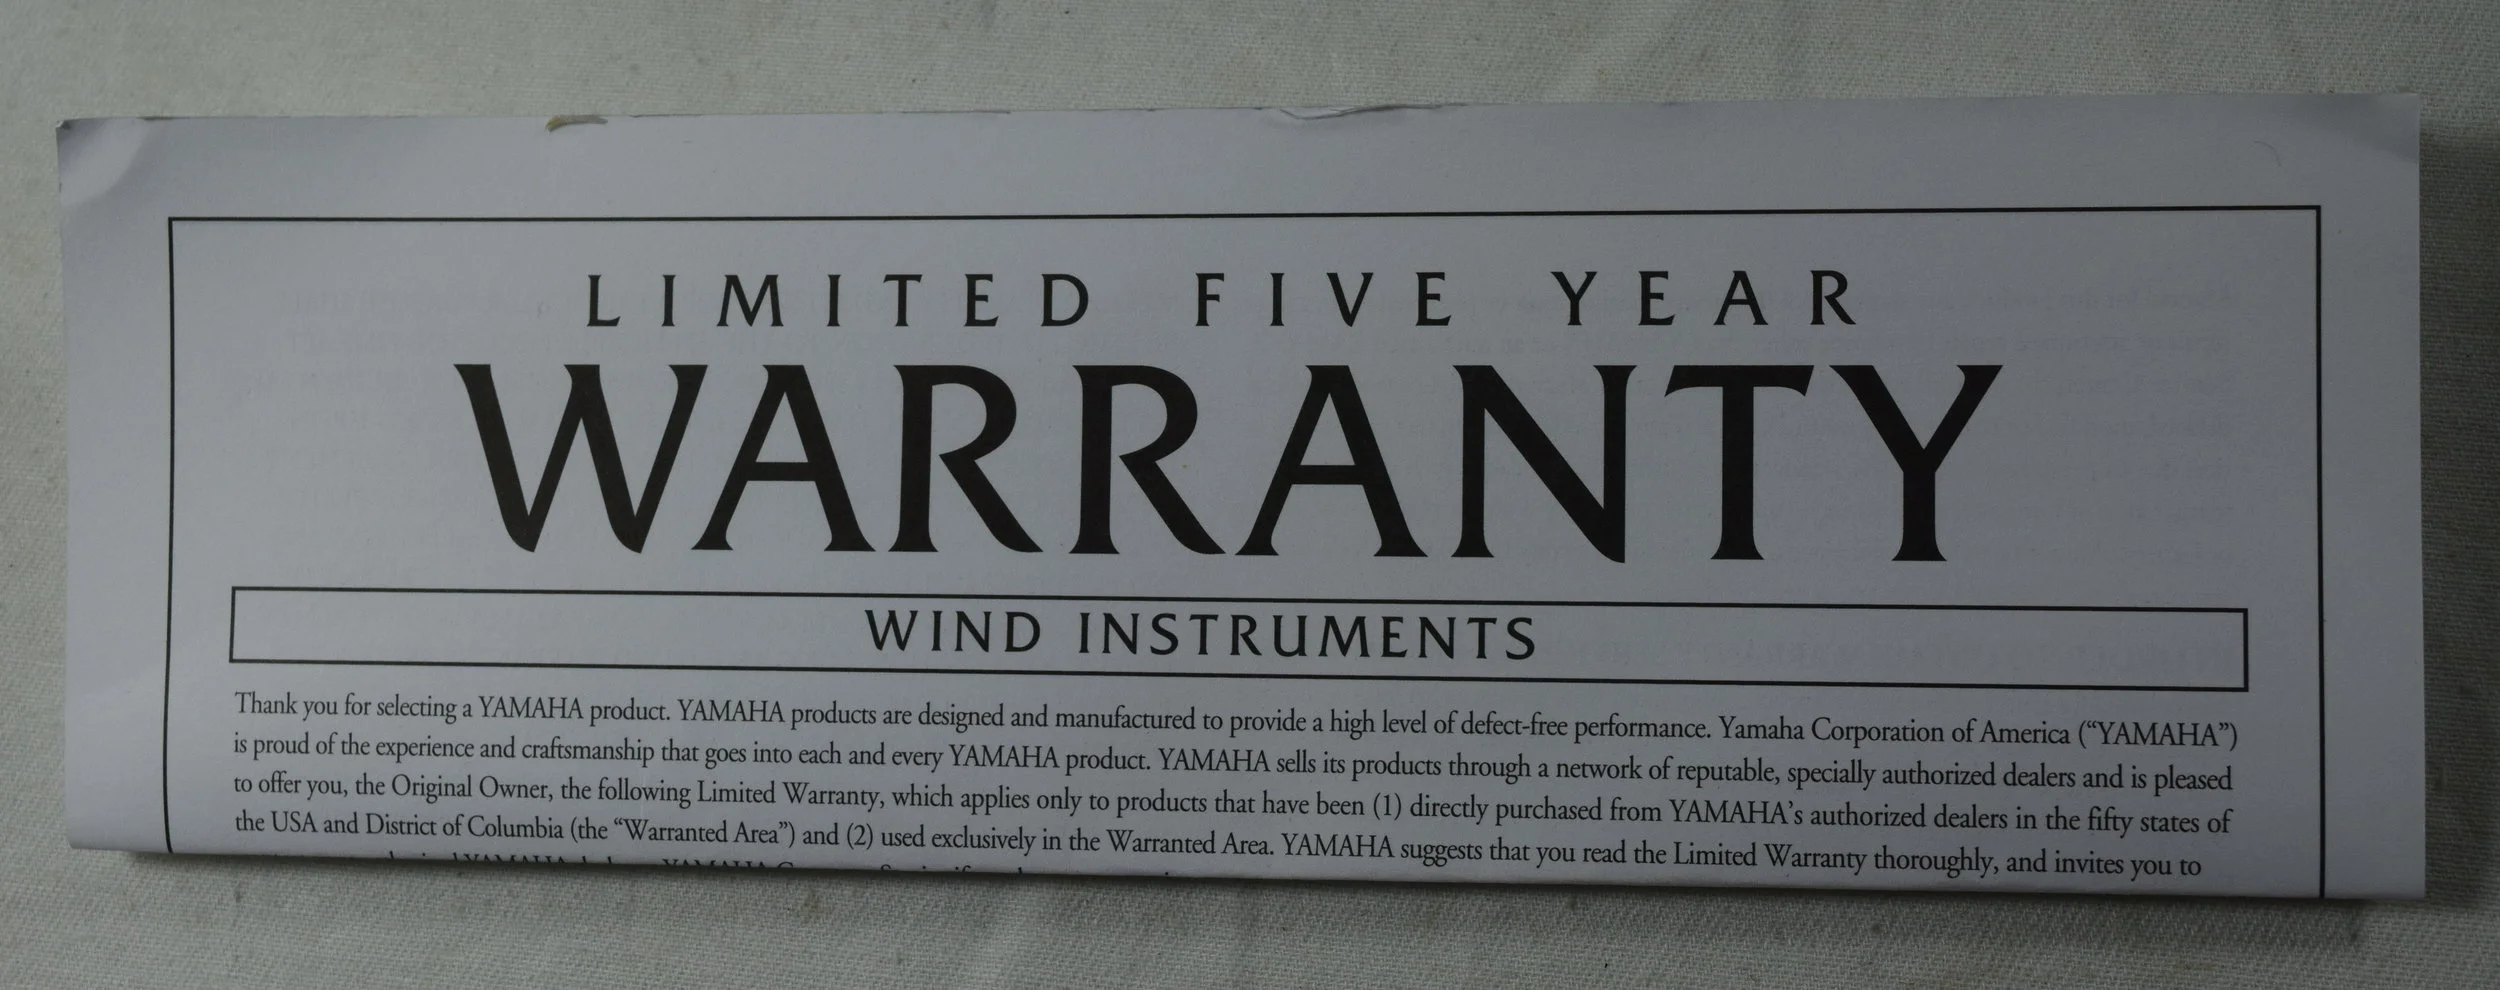 LIMITED FIVE YEAR
WARRANTY
WIND INSTRUMENTS
Thank you for selecting a YAMAHA product. YAMAHA products are designed and manufactured to provide a high level of defect-free performance. Yamaha Corporation of America (“YAMAHA”)
is proud of the experience and craftsmanship that goes into each and every YAMAHA product. YAMAHA sells its products through a network of reputable, specially authorized dealers and is pleased
to offer you, the Original Owner, the following Limited Warranty, which applies only to products that have been (1) directly purchased from YAMAHA’s authorized dealers in the fifty states of
the USA and District of Columbia (the “Warranted Area”) and (2) used exclusively in the Warranted Area. YAMAHA suggests that you read the Limited Warranty thoroughly, and invites you to